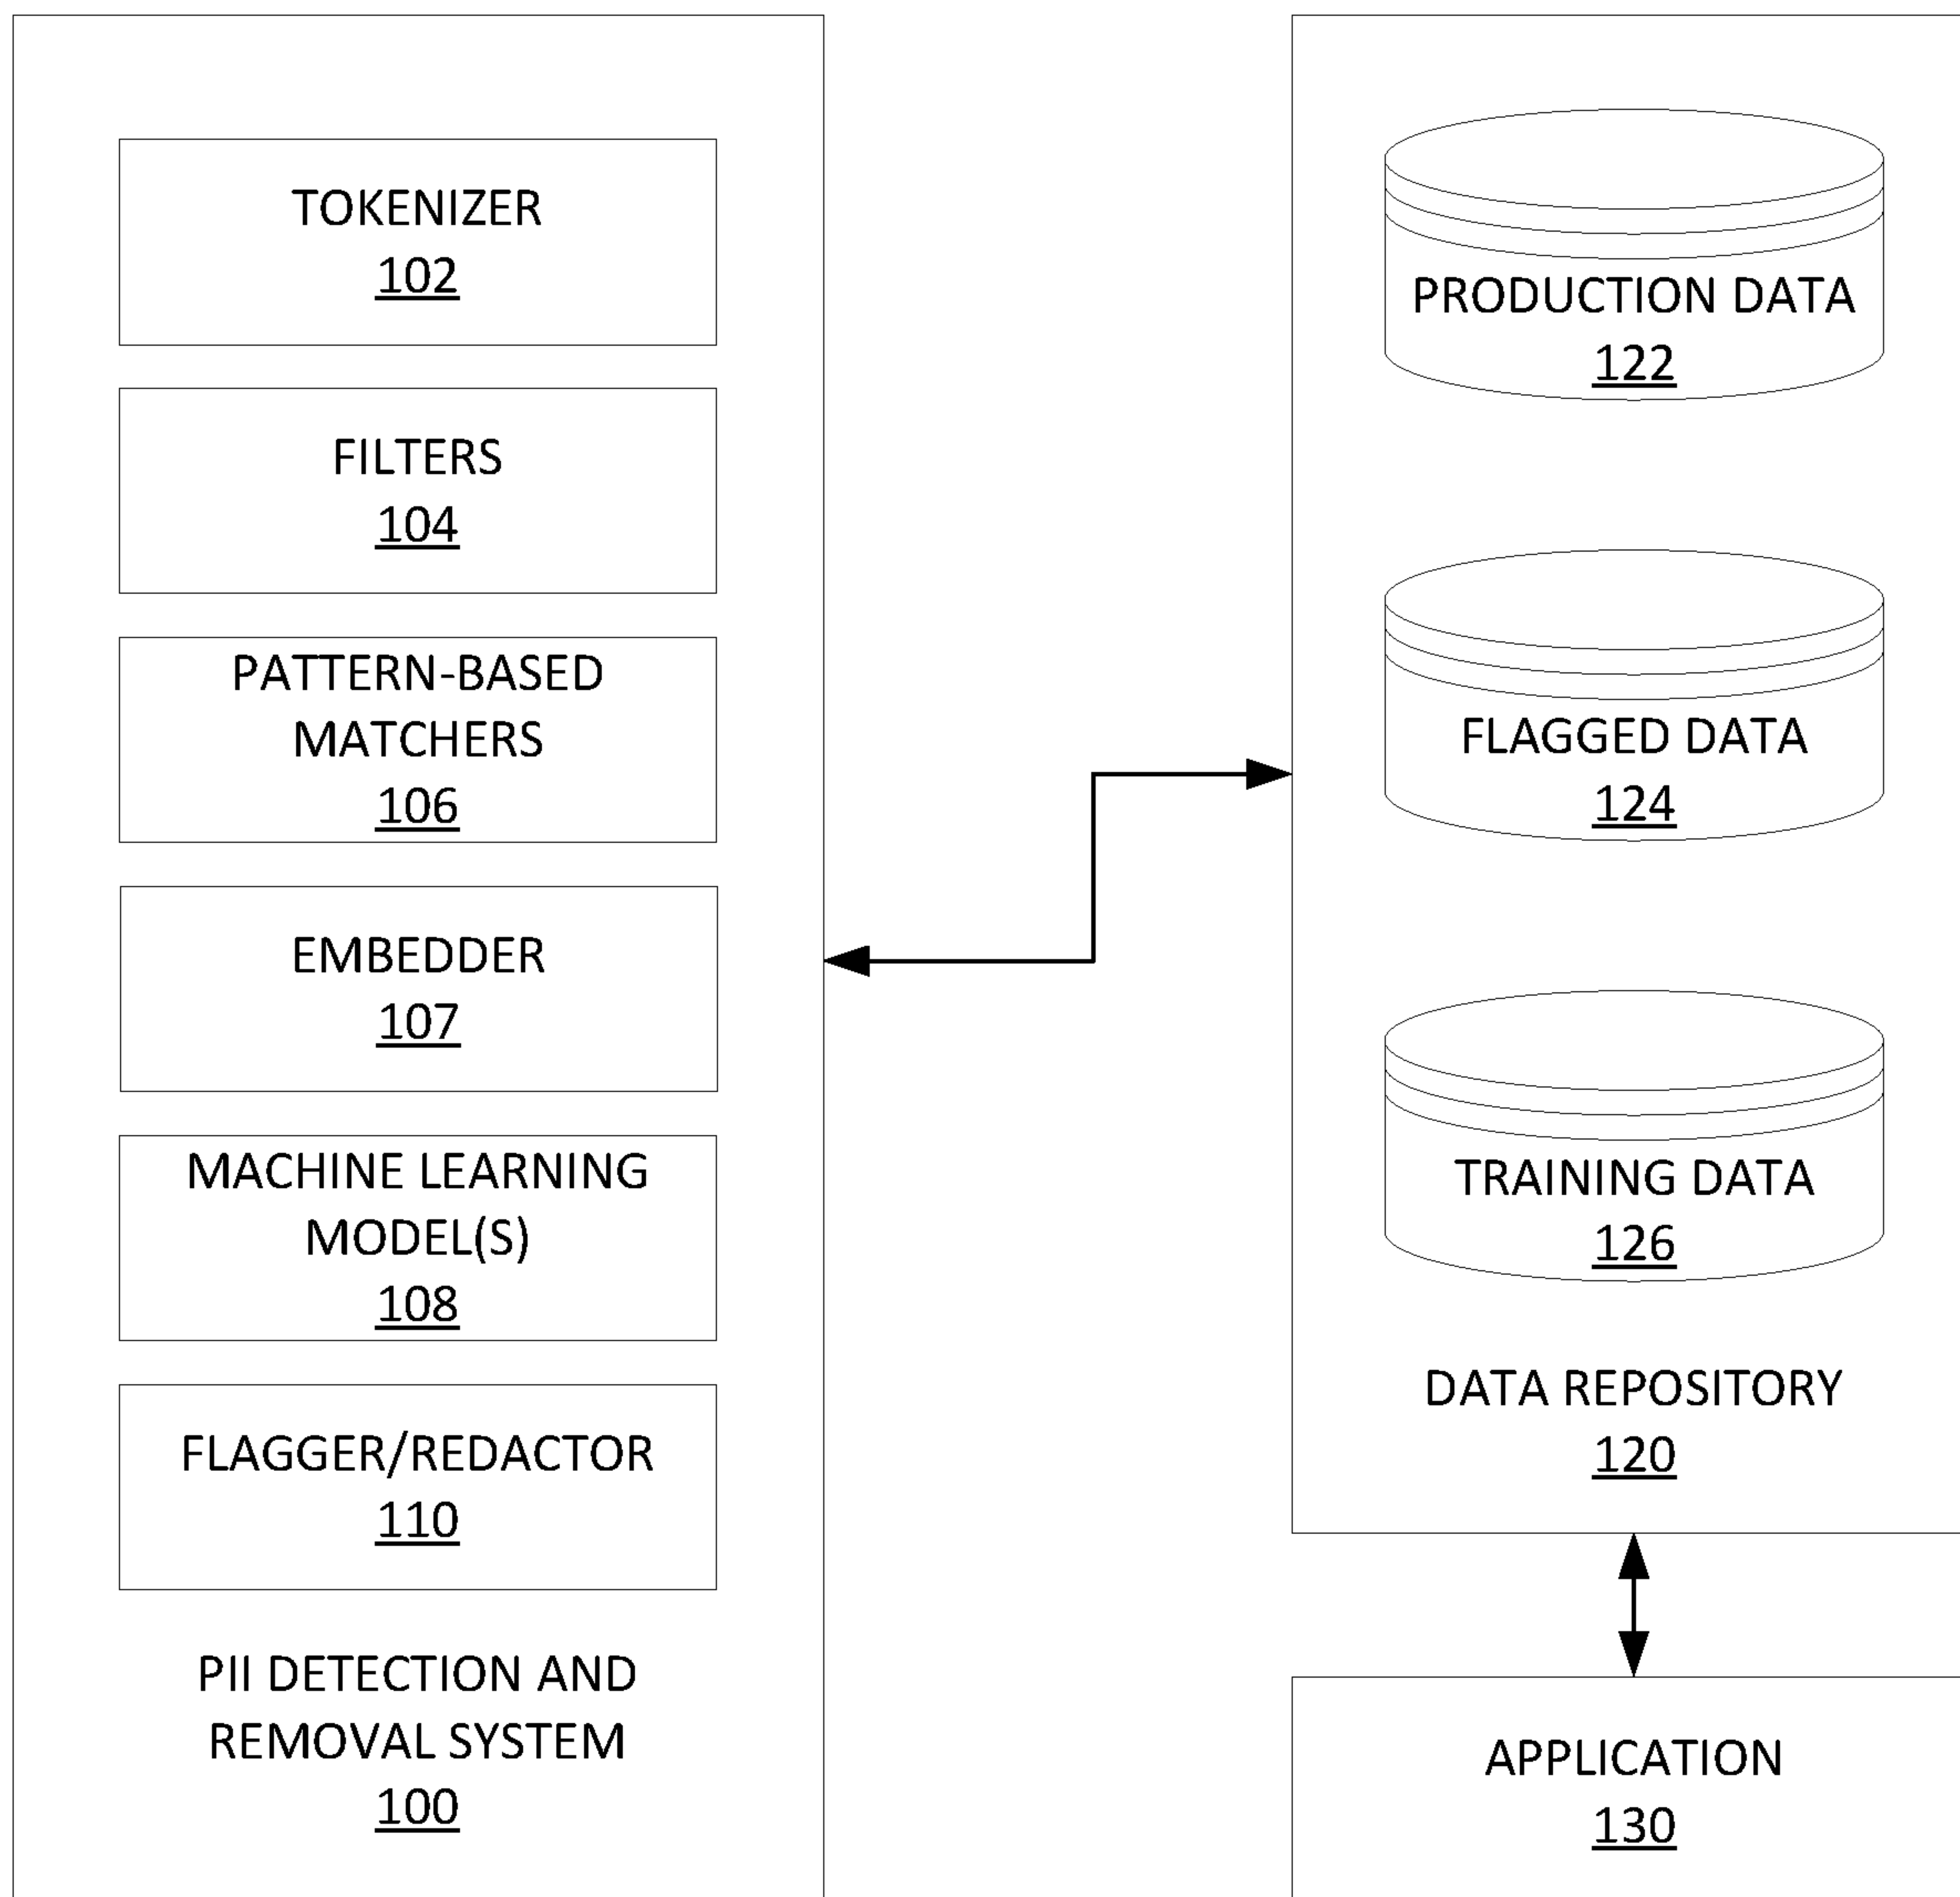 TOKENIZER
102
FILTERS
104
PATTERN-BASED
MATCHERS
106
EMBEDDER
107
MACHINE LEARNING
MODEL(S)
108
FLAGGER/REDACTOR
110
PII DETECTION AND
REMOVAL SYSTEM
100
PRODUCTION DATA
122
FLAGGED DATA
124
TRAINING DATA
126
DATA REPOSITORY
120
APPLICATION
130